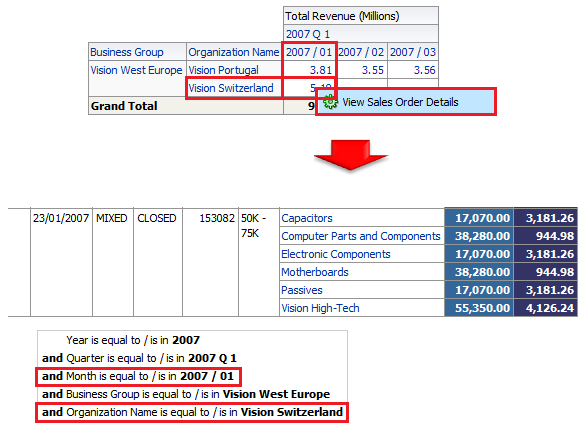 Total Revenue (Millions)
2007 Q 1
Business Group Organization Name 2007 / 01 2007 / 02 2007 / 03
Vision West Europe Vision Portugal 3.81 3.55 3.56
Vision Switzerland
View Sales Order Details
Grand Total 9
23/01/2007 MIXED CLOSED 153082 50K - Capacitors 17,070.00 3,181.26
75K Computer Parts and Components 38,280.00 944.98
Electronic Components 17,070.00 3,181.26
Motherboards 38,280.00 944.98
Passives 17,070.00 3,181.26
Vision High-Tech 55,350.00 4,126.24
Year is equal to / is in 2007
and Quarter is equal to / is in 2007 Q 1
and Month is equal to / is in 2007 / 01
and Business Group is equal to / is in Vision West Europe
and Organization Name is equal to / is in Vision Switzerland